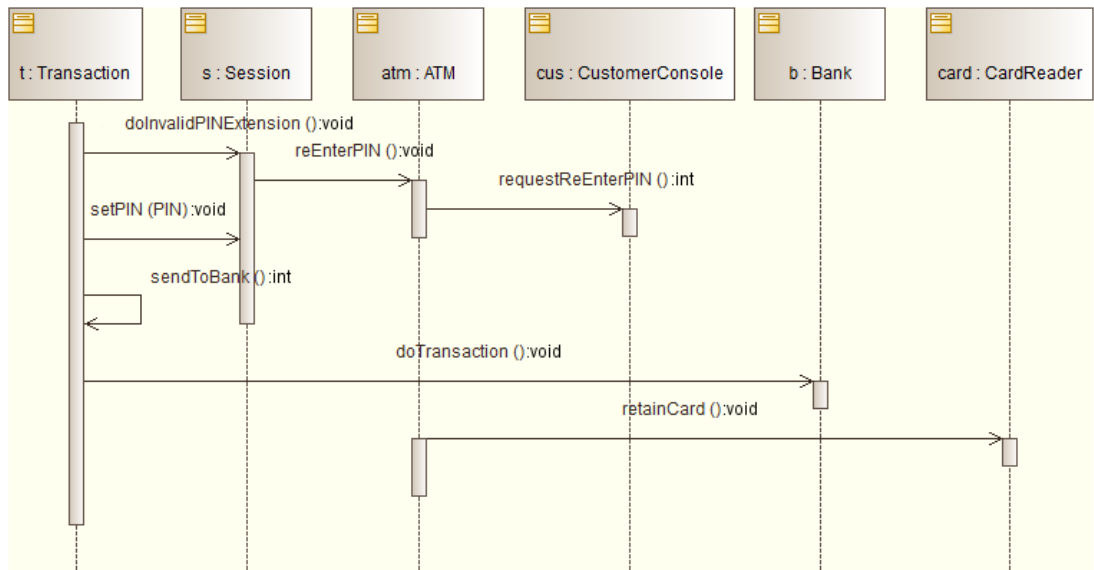 t : Transaction
s : Session
atm : ATM
cus : CustomerConsole
b : Bank
card : CardReader
doInvalidPINExtension ():void
reEnterPIN ():void
requestReEnterPIN ():int
setPIN (PIN):void
sendToBank ():int
doTransaction ():void
retainCard ():void